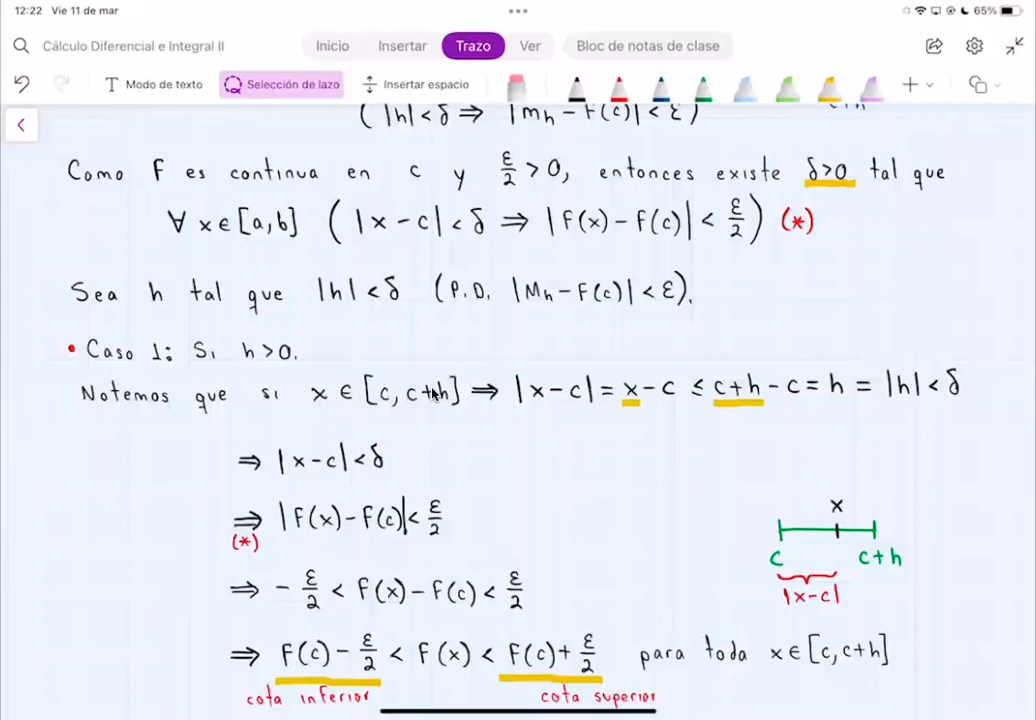 12:22 Vie 11 de mar
65%
Cálculo Diferencial e Integral II
Inicio Insertar Trazo Ver Bloc de notas de clase
Modo de texto Selección de lazo Insertar espacio
(|h|<δ ⇒ |mₕ-f(c)|<ε)
Como f es continua en c y ε/2 >0, entonces existe δ>0 tal que
∀ x∈[a,b] (|x-c|<δ ⇒ |f(x)-f(c)|< ε/2) (*)
Sea h tal que |h|<δ (P.D. |Mₕ-f(c)|<ε).
• Caso 1: Si h>0.
Notemos que si x∈[c,c+h] ⇒ |x-c|=x-c ≤ c+h-c=h=|h|<δ
⇒ |x-c|<δ
⇒ |f(x)-f(c)|< ε/2
(*)
x
c c+h
|x-c|
⇒ -ε/2 < f(x)-f(c) < ε/2
⇒ f(c)-ε/2 < f(x) < f(c)+ε/2 para toda x∈[c,c+h]
cota inferior cota superior